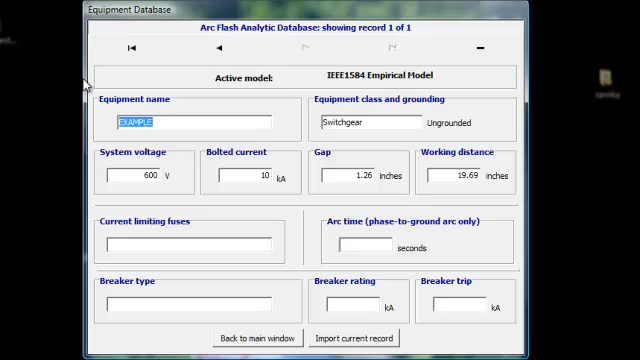 Equipment Database
Arc Flash Analytic Database: showing record 1 of 1
Active model: IEEE1584 Empirical Model
Equipment name
EXAMPLE
Equipment class and grounding
Switchgear Ungrounded
System voltage
600 V
Bolted current
10 kA
Gap
1.26 inches
Working distance
19.69 inches
Current limiting fuses
Arc time (phase-to-ground arc only)
seconds
Breaker type
Breaker rating
kA
Breaker trip
kA
Back to main window
Import current record